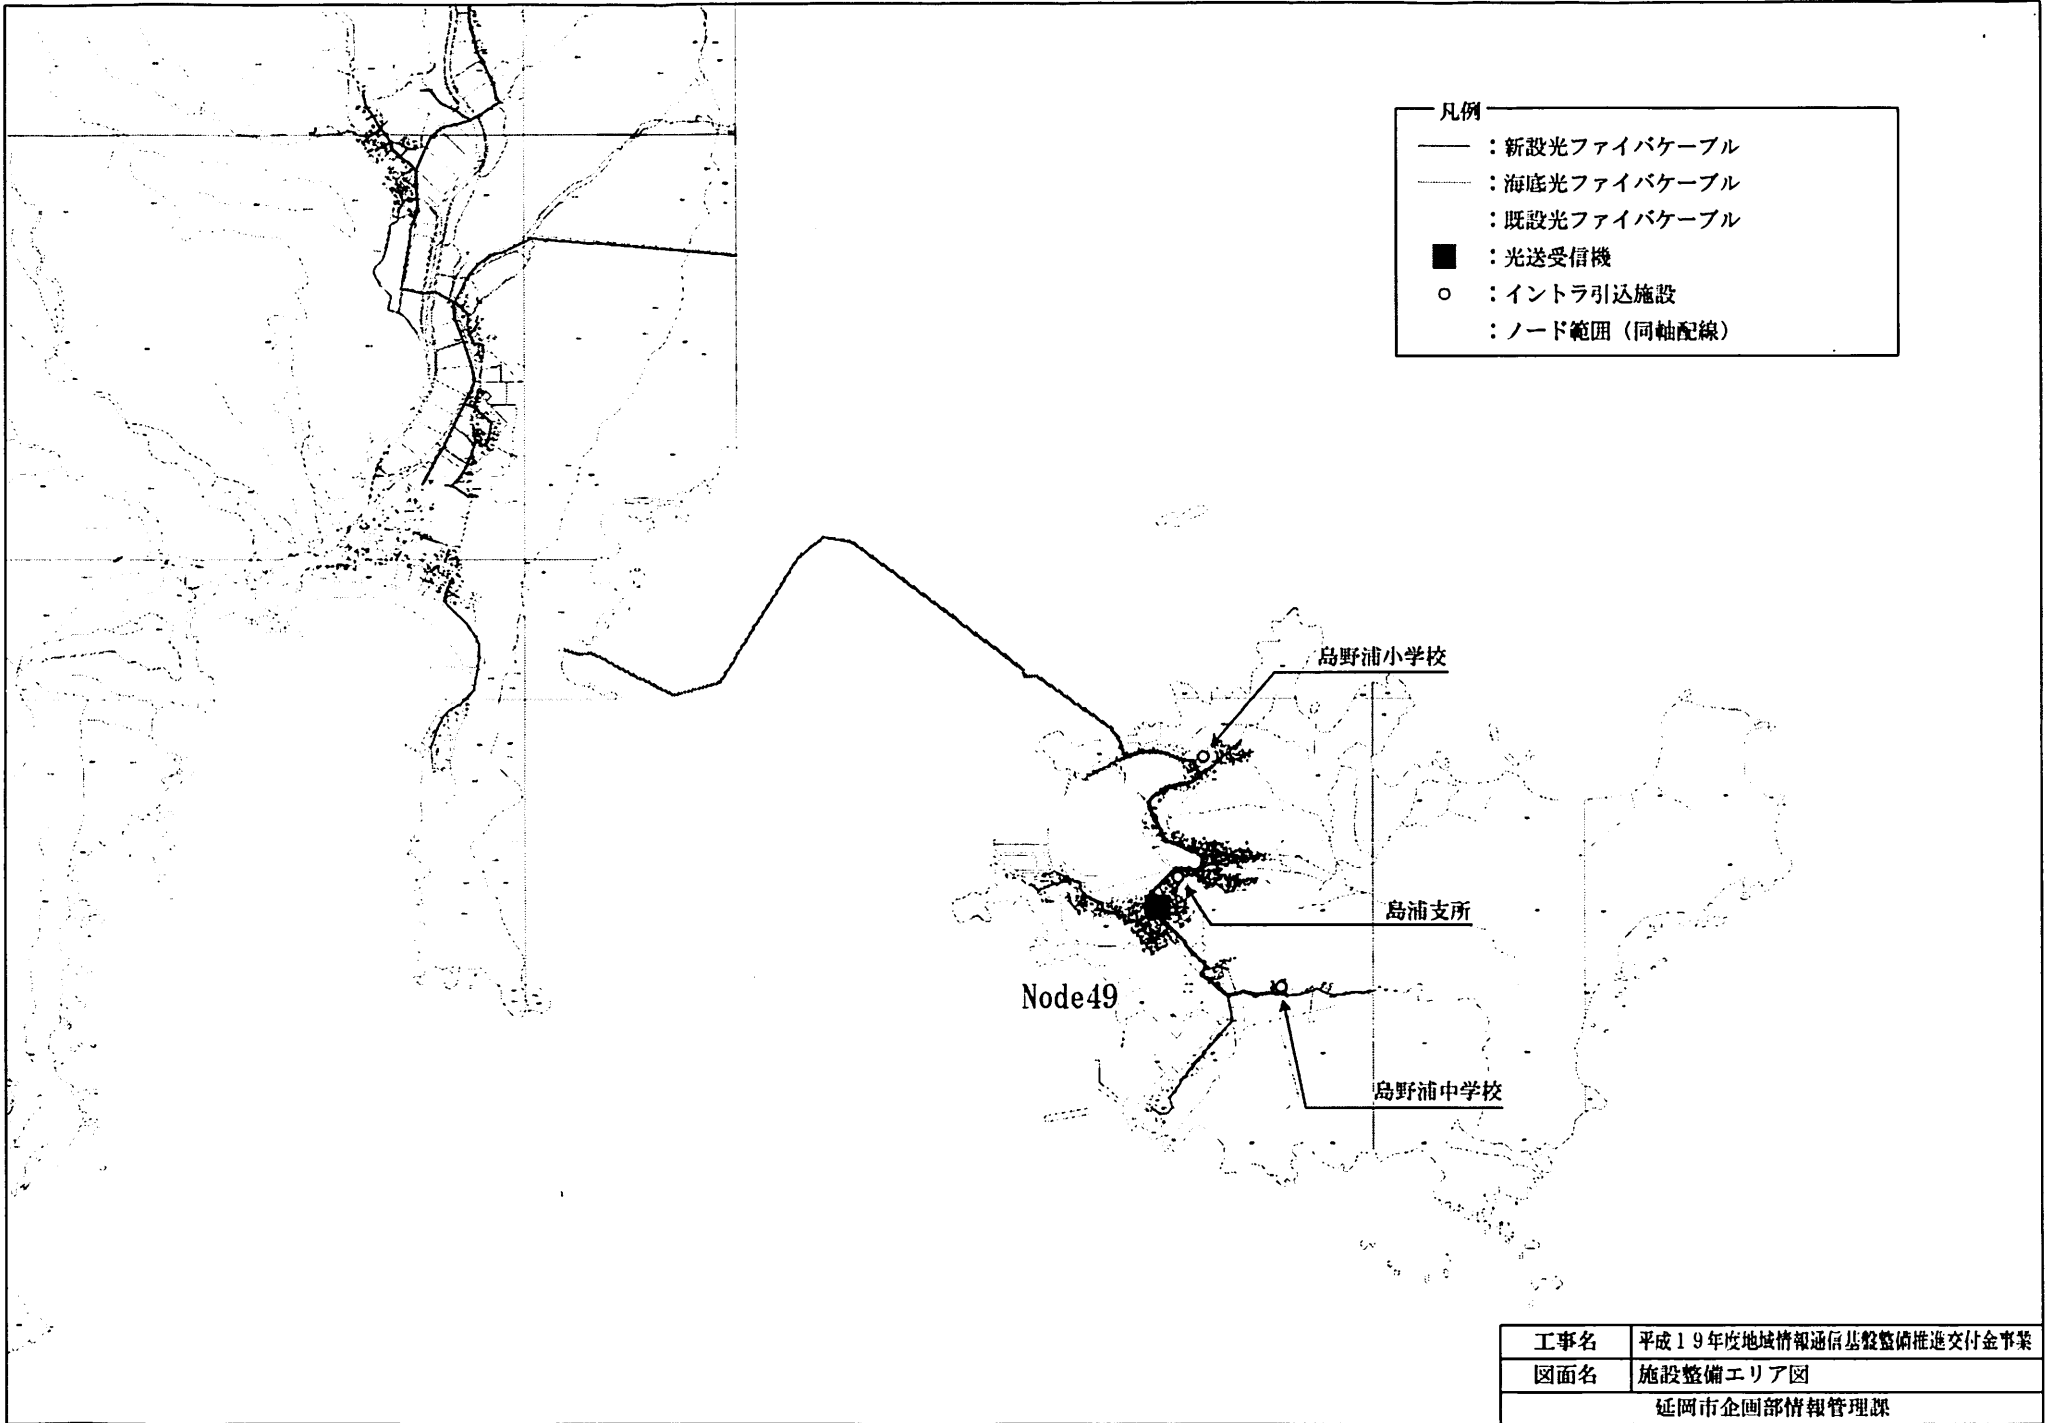 凡例
：新設光ファイバケーブル
：海底光ファイバケーブル
：既設光ファイバケーブル
：光送受信機
：イントラ引込施設
：ノード範囲（同軸配線）
島野浦小学校
島浦支所
Node49
島野浦中学校
工事名 平成１９年度地域情報通信基盤整備推進交付金事業
図面名 施設整備エリア図
延岡市企画部情報管理課